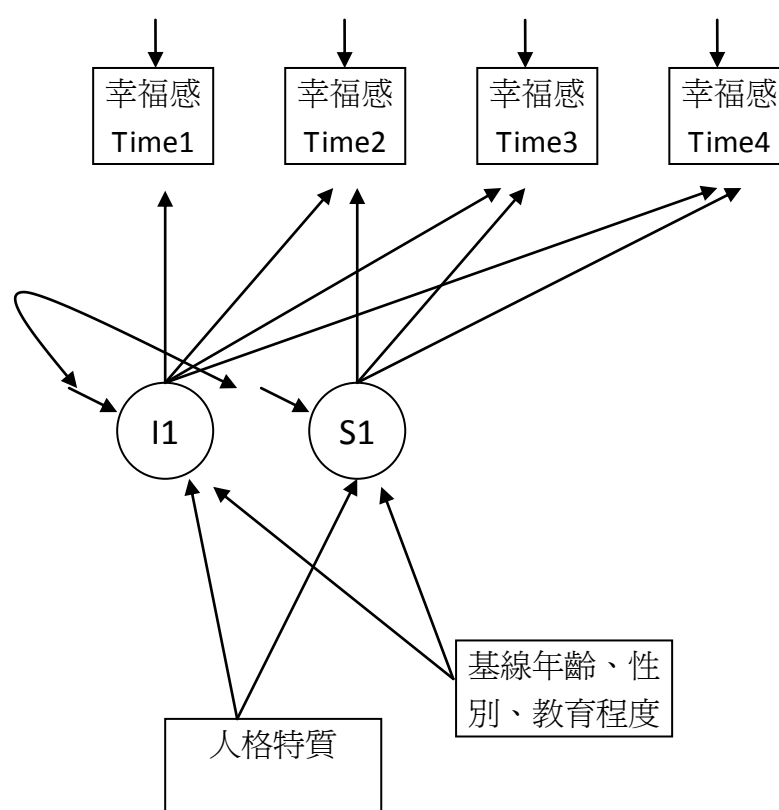 幸福感
Time1
幸福感
Time2
幸福感
Time3
幸福感
Time4
I1
S1
基線年齡、性
別、教育程度
人格特質